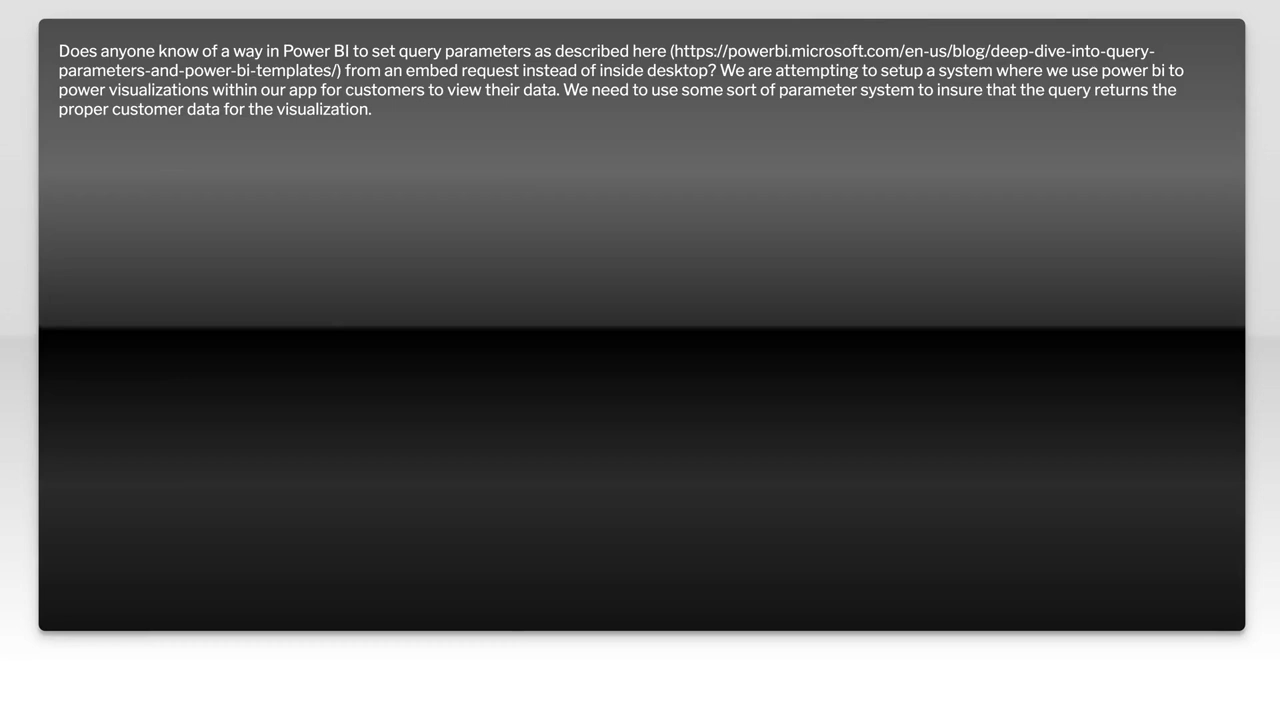 Does anyone know of a way in Power BI to set query parameters as described here (https://powerbi.microsoft.com/en-us/blog/deep-dive-into-query-
parameters-and-power-bi-templates/) from an embed request instead of inside desktop? We are attempting to setup a system where we use power bi to
power visualizations within our app for customers to view their data. We need to use some sort of parameter system to insure that the query returns the
proper customer data for the visualization.